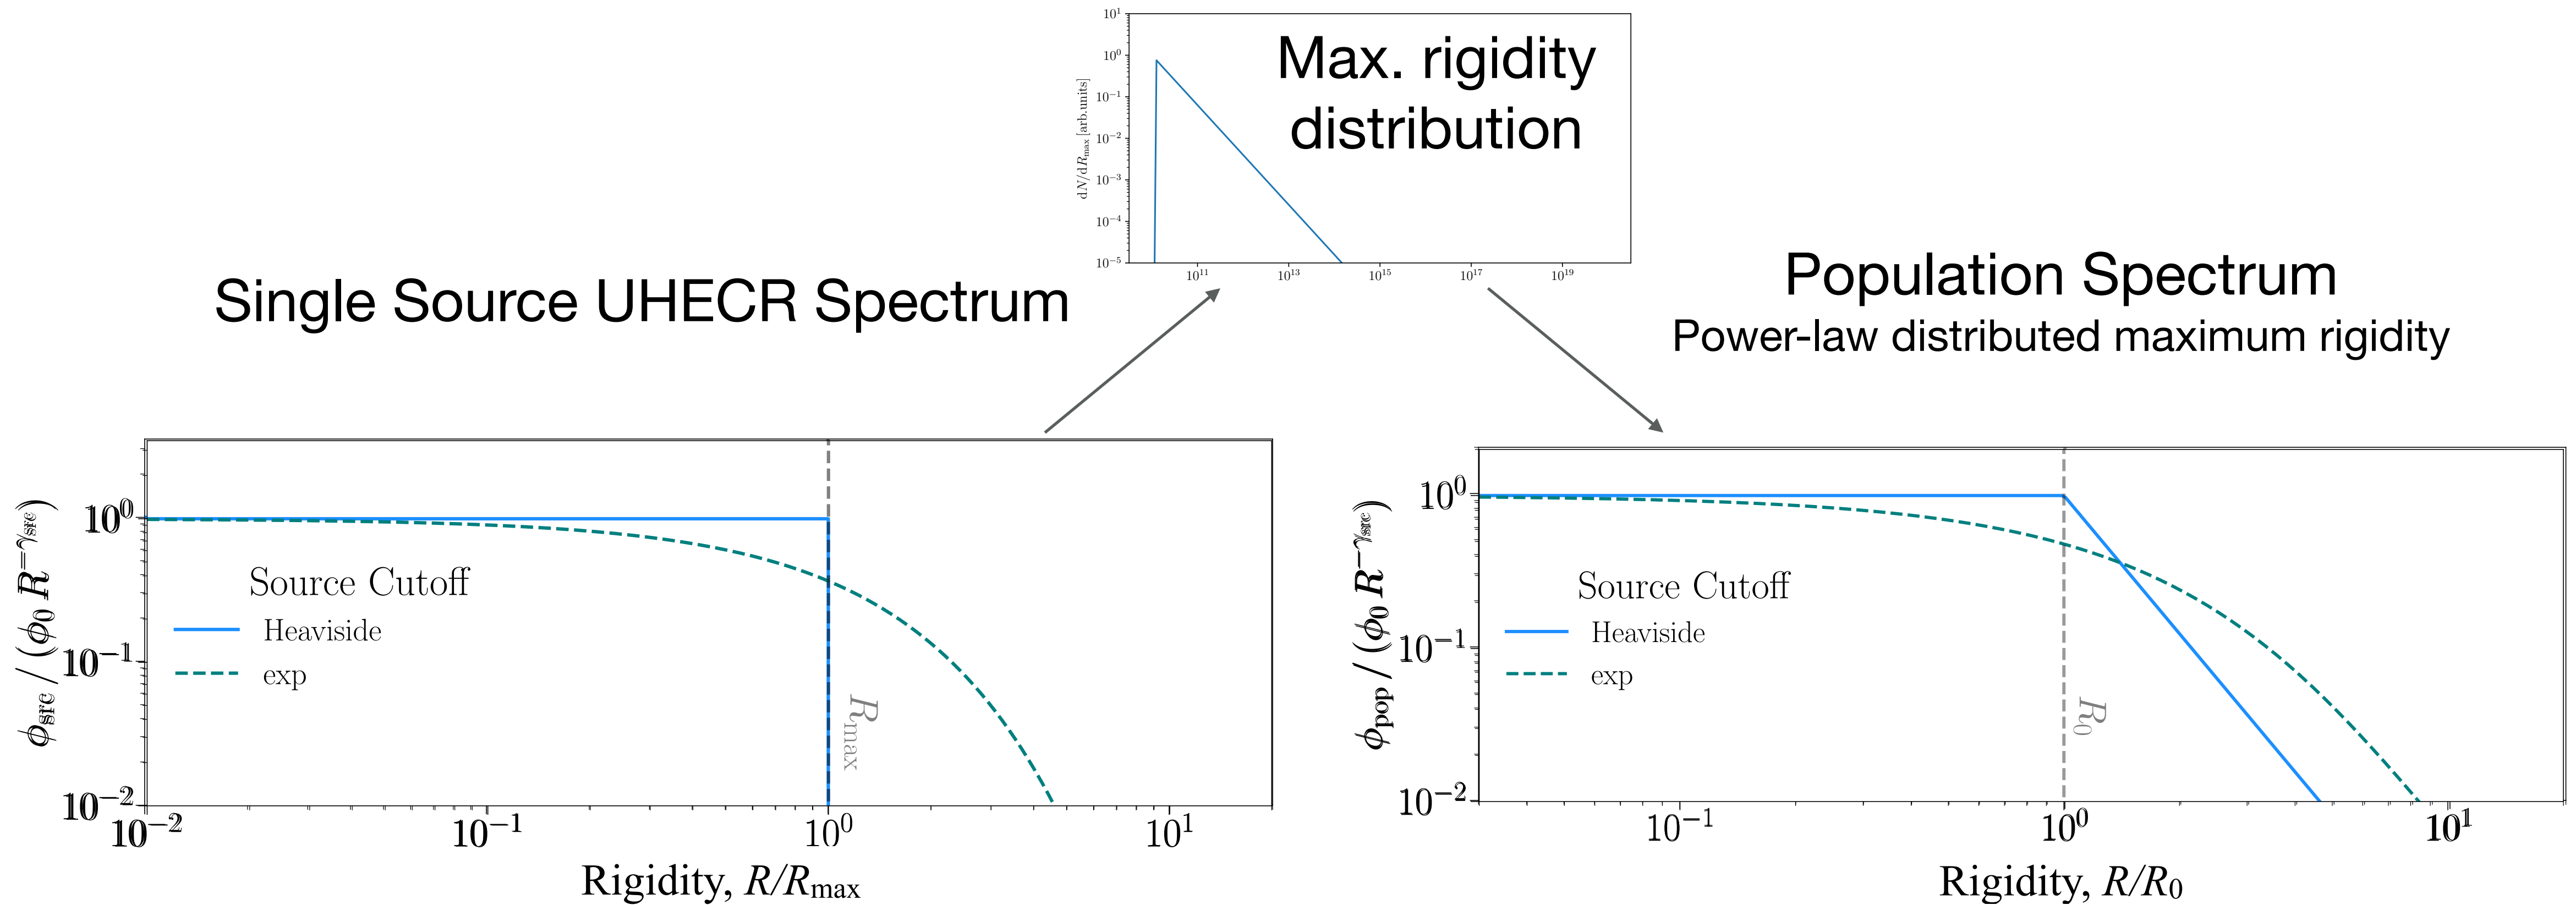 Max. rigidity
distribution
dN/dR_max [arb.units]
10^1
10^0
10^-1
10^-2
10^-3
10^-4
10^-5
10^11 10^13 10^15 10^17 10^19
Single Source UHECR Spectrum
ϕ_src / (ϕ_0 R^−γ_src)
10^0
10^-1
10^-2
Source Cutoff
Heaviside
exp
R_max
10^-2 10^-1 10^0 10^1
Rigidity, R/R_max
Population Spectrum
Power-law distributed maximum rigidity
ϕ_pop / (ϕ_0 R^−γ_src)
10^0
10^-1
10^-2
Source Cutoff
Heaviside
exp
R_0
10^-1 10^0 10^1
Rigidity, R/R_0